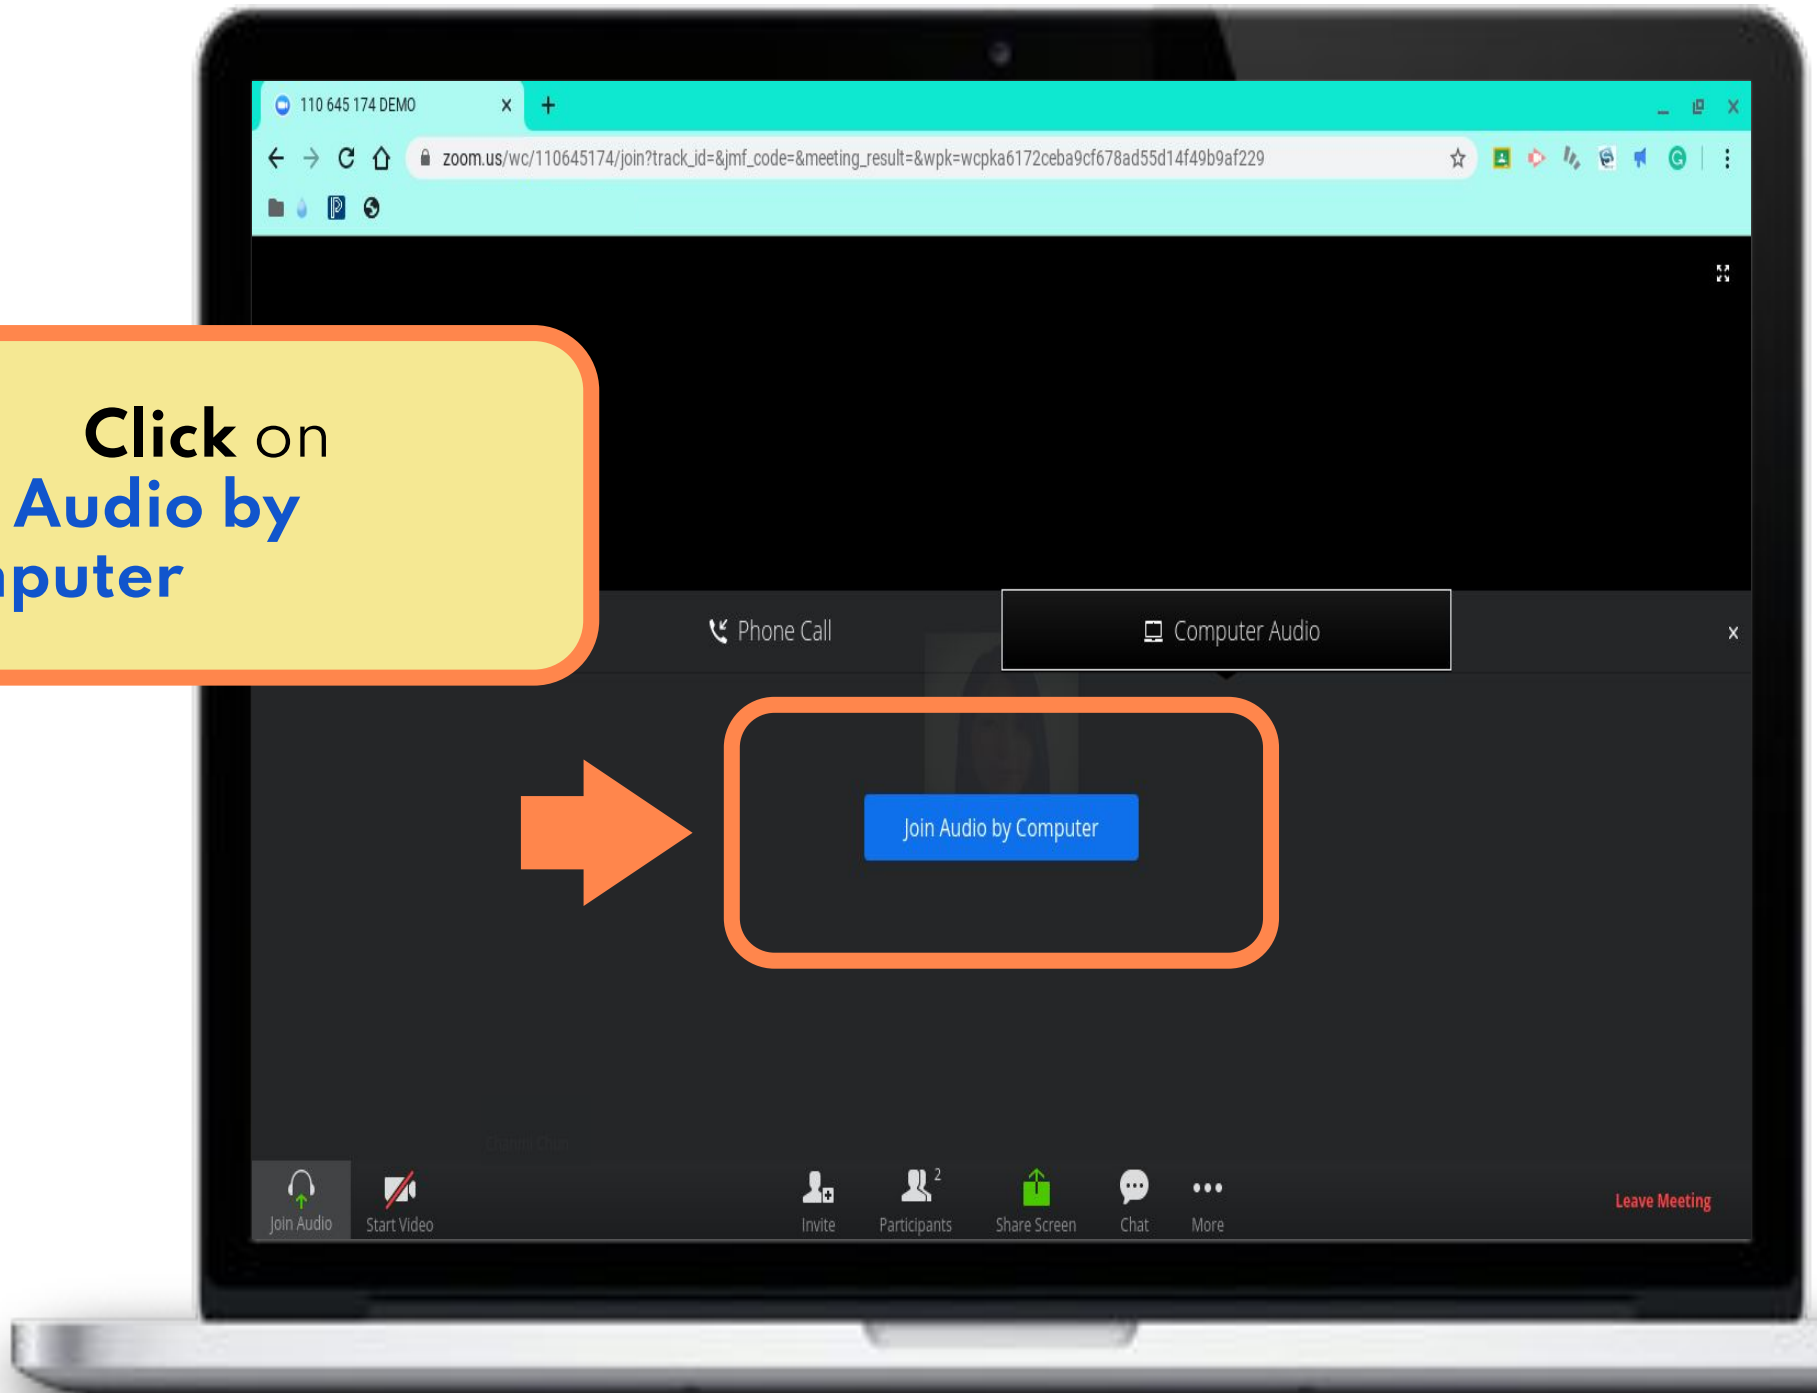 110 645 174 DEMO
zoom.us/wc/110645174/join?track_id=&jmf_code=&meeting_result=&wpk=wcpka6172ceba9cf678ad55d14f49b9af229
Click on
Audio by
mputer
Phone Call
Computer Audio
Join Audio by Computer
Join Audio
Start Video
Invite
Participants
2
Share Screen
Chat
More
Leave Meeting